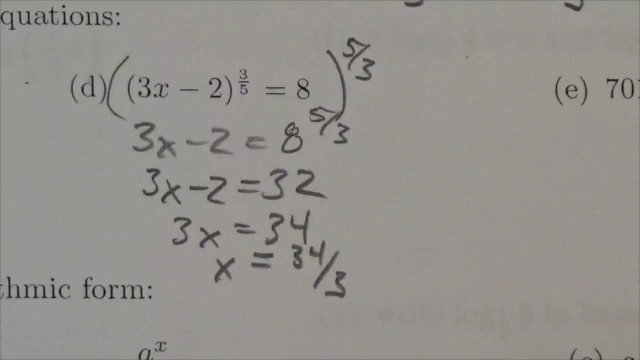 quations:
(d) ((3x − 2)^{3/5} = 8)^{5/3}
(e) 701
3x − 2 = 8^{5/3}
3x − 2 = 32
3x = 34
x = 34/3
thmic form:
a^x